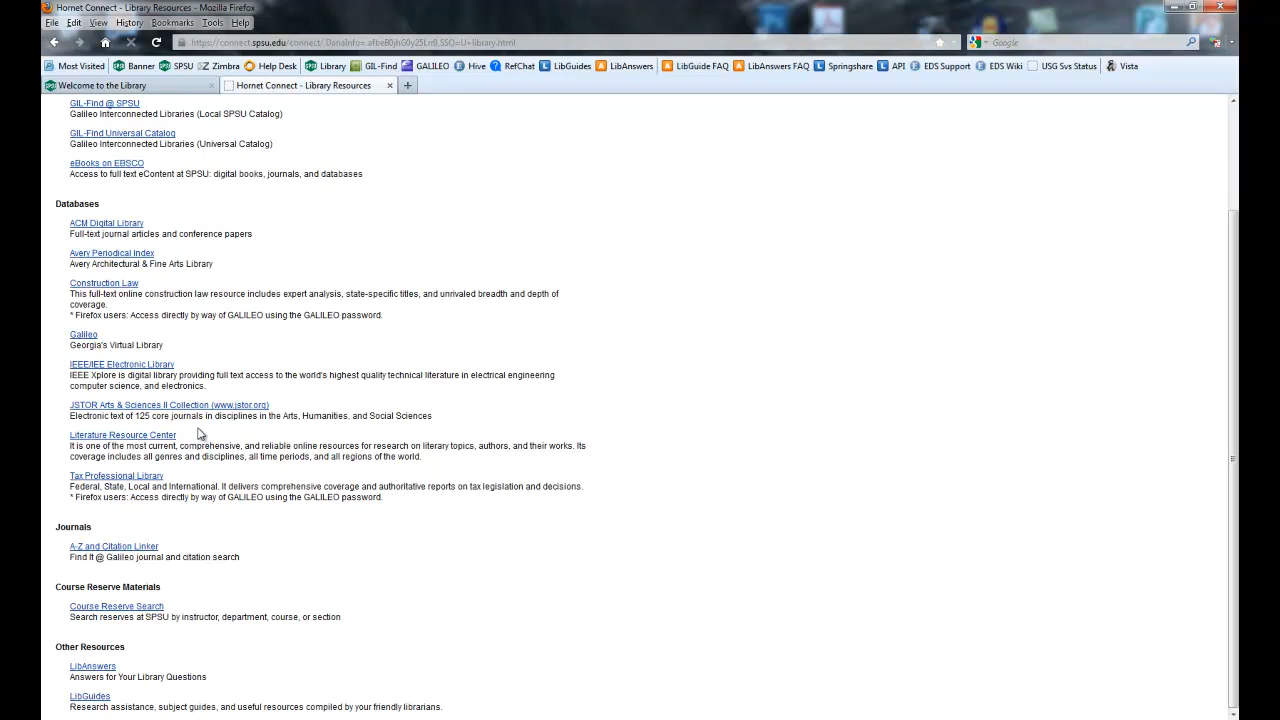 Hornet Connect - Library Resources - Mozilla Firefox
File Edit View History Bookmarks Tools Help
Google
Most Visited Banner SPSU Zimbra Help Desk Library GIL-Find GALILEO Hive RefChat LibGuides LibAnswers LibGuide FAQ LibAnswers FAQ Springshare API EDS Support EDS Wiki USG Svs Status Vista
Welcome to the Library Hornet Connect - Library Resources
GIL-Find @ SPSU
Galileo Interconnected Libraries (Local SPSU Catalog)
GIL-Find Universal Catalog
Galileo Interconnected Libraries (Universal Catalog)
eBooks on EBSCO
Access to full text eContent at SPSU: digital books, journals, and databases
Databases
ACM Digital Library
Full-text journal articles and conference papers
Avery Periodical Index
Avery Architectural & Fine Arts Library
Construction Law
This full-text online construction law resource includes expert analysis, state-specific titles, and unrivaled breadth and depth of
coverage.
* Firefox users: Access directly by way of GALILEO using the GALILEO password.
Galileo
Georgia's Virtual Library
IEEE/IEE Electronic Library
IEEE Xplore is digital library providing full text access to the world's highest quality technical literature in electrical engineering
computer science, and electronics.
JSTOR Arts & Sciences II Collection (www.jstor.org)
Electronic text of 125 core journals in disciplines in the Arts, Humanities, and Social Sciences
Literature Resource Center
It is one of the most current, comprehensive, and reliable online resources for research on literary topics, authors, and their works. Its
coverage includes all genres and disciplines, all time periods, and all regions of the world.
Tax Professional Library
Federal, State, Local and International. It delivers comprehensive coverage and authoritative reports on tax legislation and decisions.
* Firefox users: Access directly by way of GALILEO using the GALILEO password.
Journals
A-Z and Citation Linker
Find It @ Galileo journal and citation search
Course Reserve Materials
Course Reserve Search
Search reserves at SPSU by instructor, department, course, or section
Other Resources
LibAnswers
Answers for Your Library Questions
LibGuides
Research assistance, subject guides, and useful resources compiled by your friendly librarians.